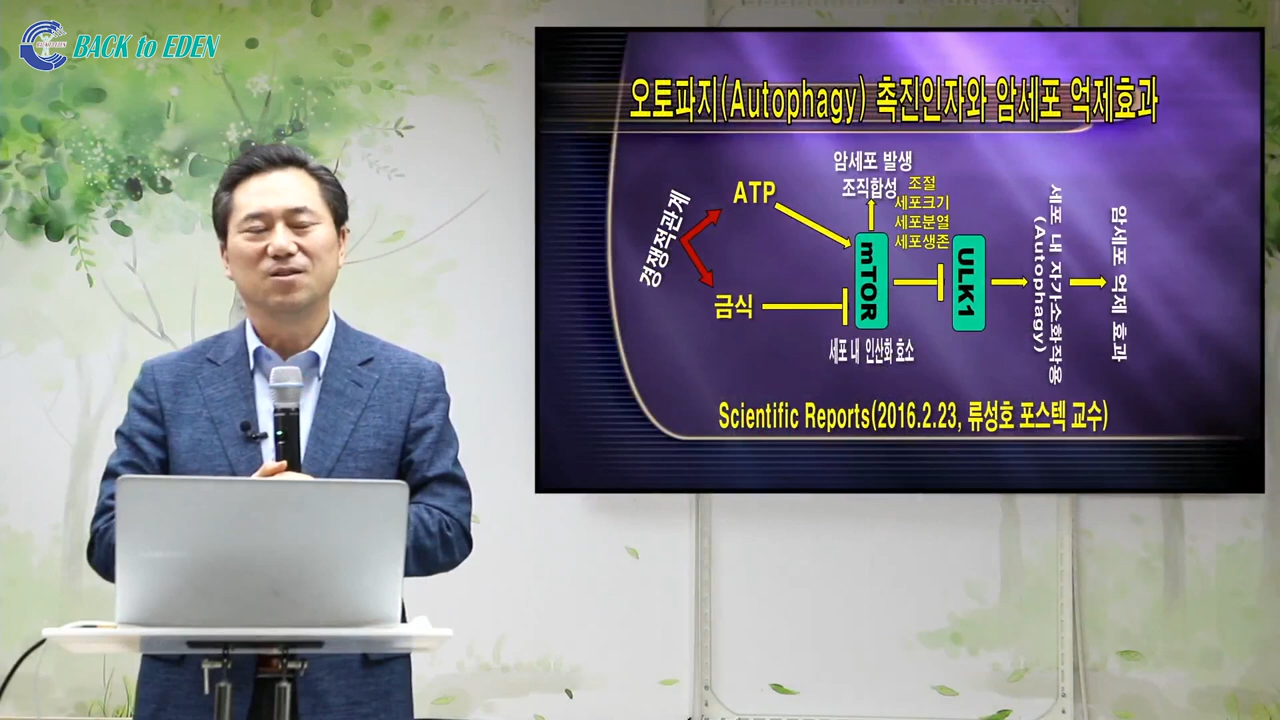 BACK to EDEN
오토파지(Autophagy) 촉진인자와 암세포 억제효과
암세포 발생
조직합성
조절
세포크기
세포분열
세포생존
경쟁적관계
ATP
금식
mTOR
ULK1
세포 내 자가소화작용
(Autophagy)
암세포 억제 효과
세포 내 인산화 효소
Scientific Reports(2016.2.23, 류성호 포스텍 교수)